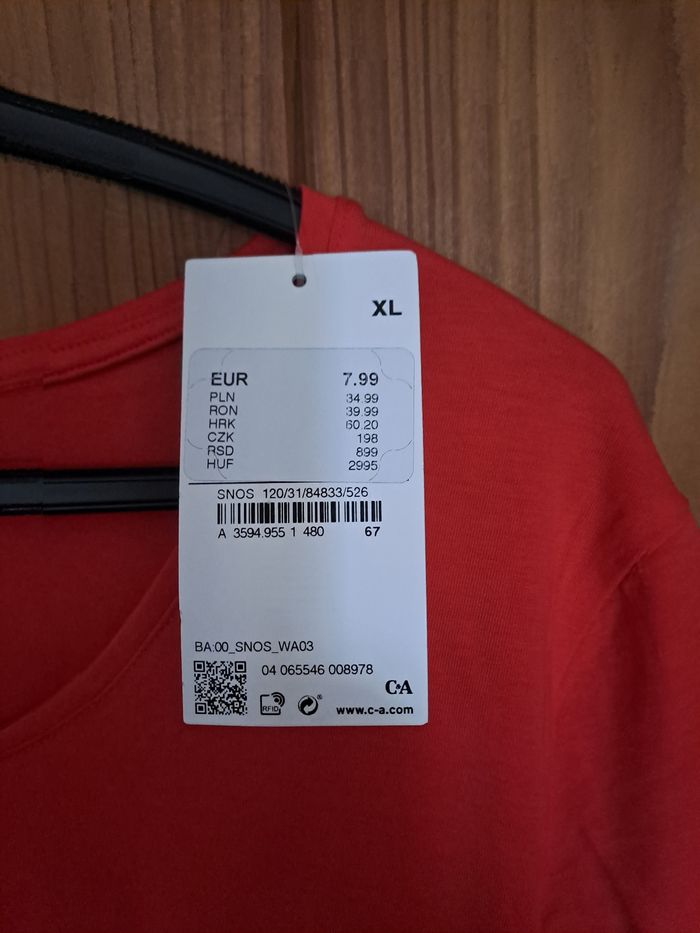 XL
EUR 7.99
PLN 34.99
RON 39.99
HRK 60.20
CZK 198
RSD 899
HUF 2995
SNOS 120/31/84833/526
A 3594.955 1 480 67
BA:00_SNOS_WA03
04 065546 008978
C&A
RFID
www.c-a.com